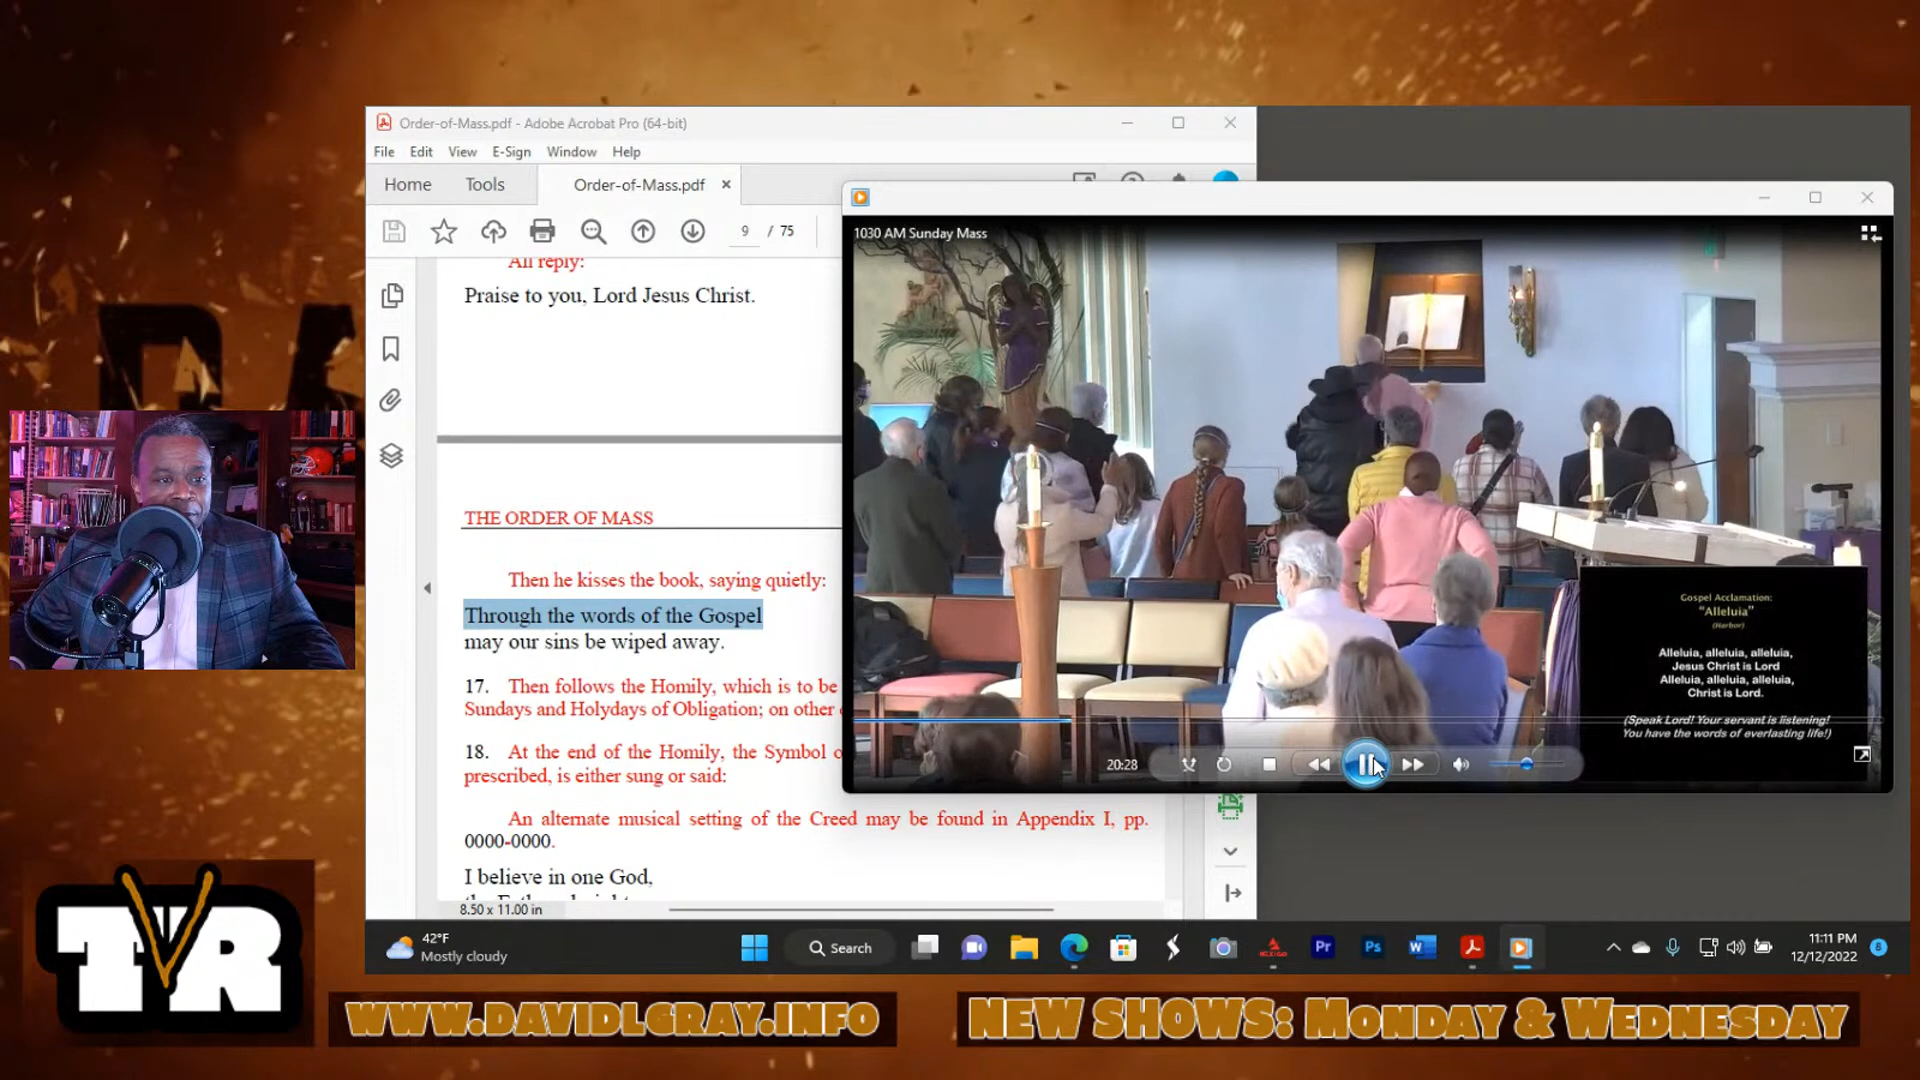 Order-of-Mass.pdf - Adobe Acrobat Pro (64-bit)
File Edit View E-Sign Window Help
Home Tools Order-of-Mass.pdf
9 / 75
All reply:
Praise to you, Lord Jesus Christ.
THE ORDER OF MASS
Then he kisses the book, saying quietly:
Through the words of the Gospel
may our sins be wiped away.
17. Then follows the Homily, which is to be
Sundays and Holydays of Obligation; on other
18. At the end of the Homily, the Symbol o
prescribed, is either sung or said:
An alternate musical setting of the Creed may be found in Appendix I, pp.
0000-0000.
I believe in one God,
8.50 x 11.00 in
1030 AM Sunday Mass
Gospel Acclamation:
"Alleluia"
(Harbor)
Alleluia, alleluia, alleluia,
Jesus Christ is Lord
Alleluia, alleluia, alleluia,
Christ is Lord.
(Speak Lord! Your servant is listening!
You have the words of everlasting life!)
20:28
42°F
Mostly cloudy
Search
Pr
Ps
W
11:11 PM
12/12/2022
8
TVR
WWW.DAVIDLGRAY.INFO
NEW SHOWS: Monday & Wednesday